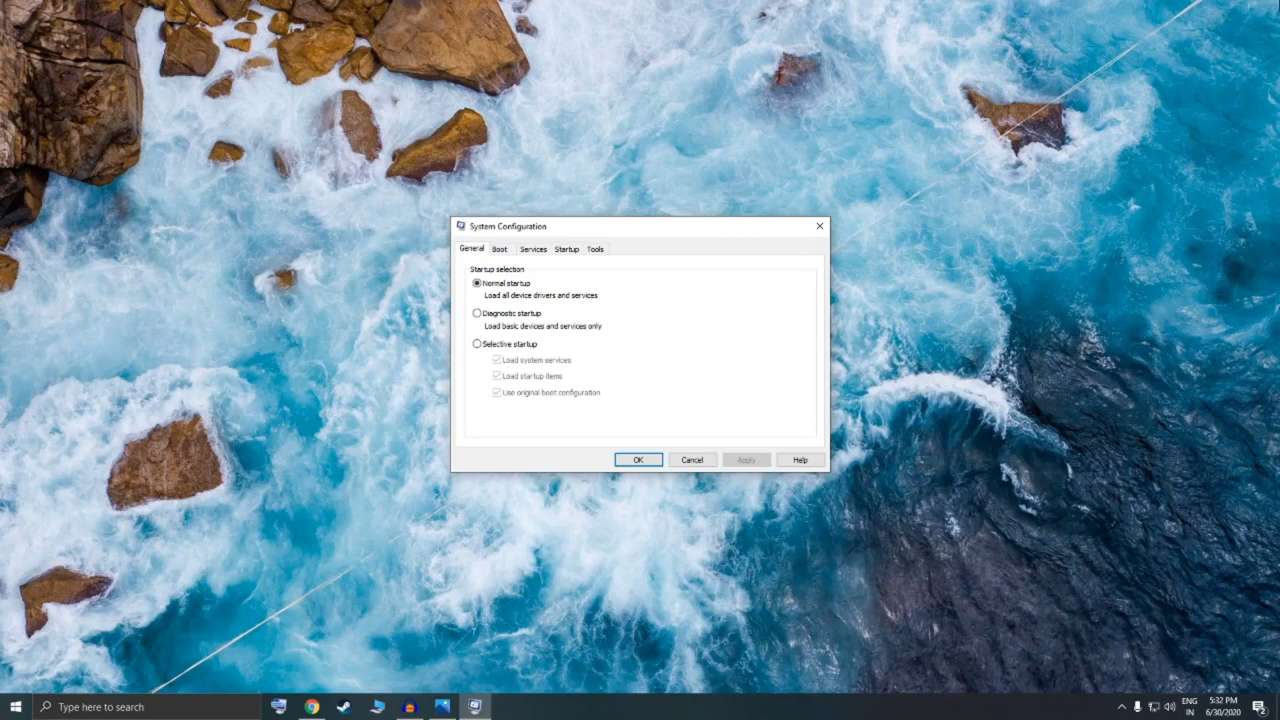 System Configuration
General Boot Services Startup Tools
Startup selection
Normal startup
Load all device drivers and services
Diagnostic startup
Load basic devices and services only
Selective startup
Load system services
Load startup items
Use original boot configuration
OK Cancel Apply Help
Type here to search
ENG
IN
5:32 PM
6/30/2020
2